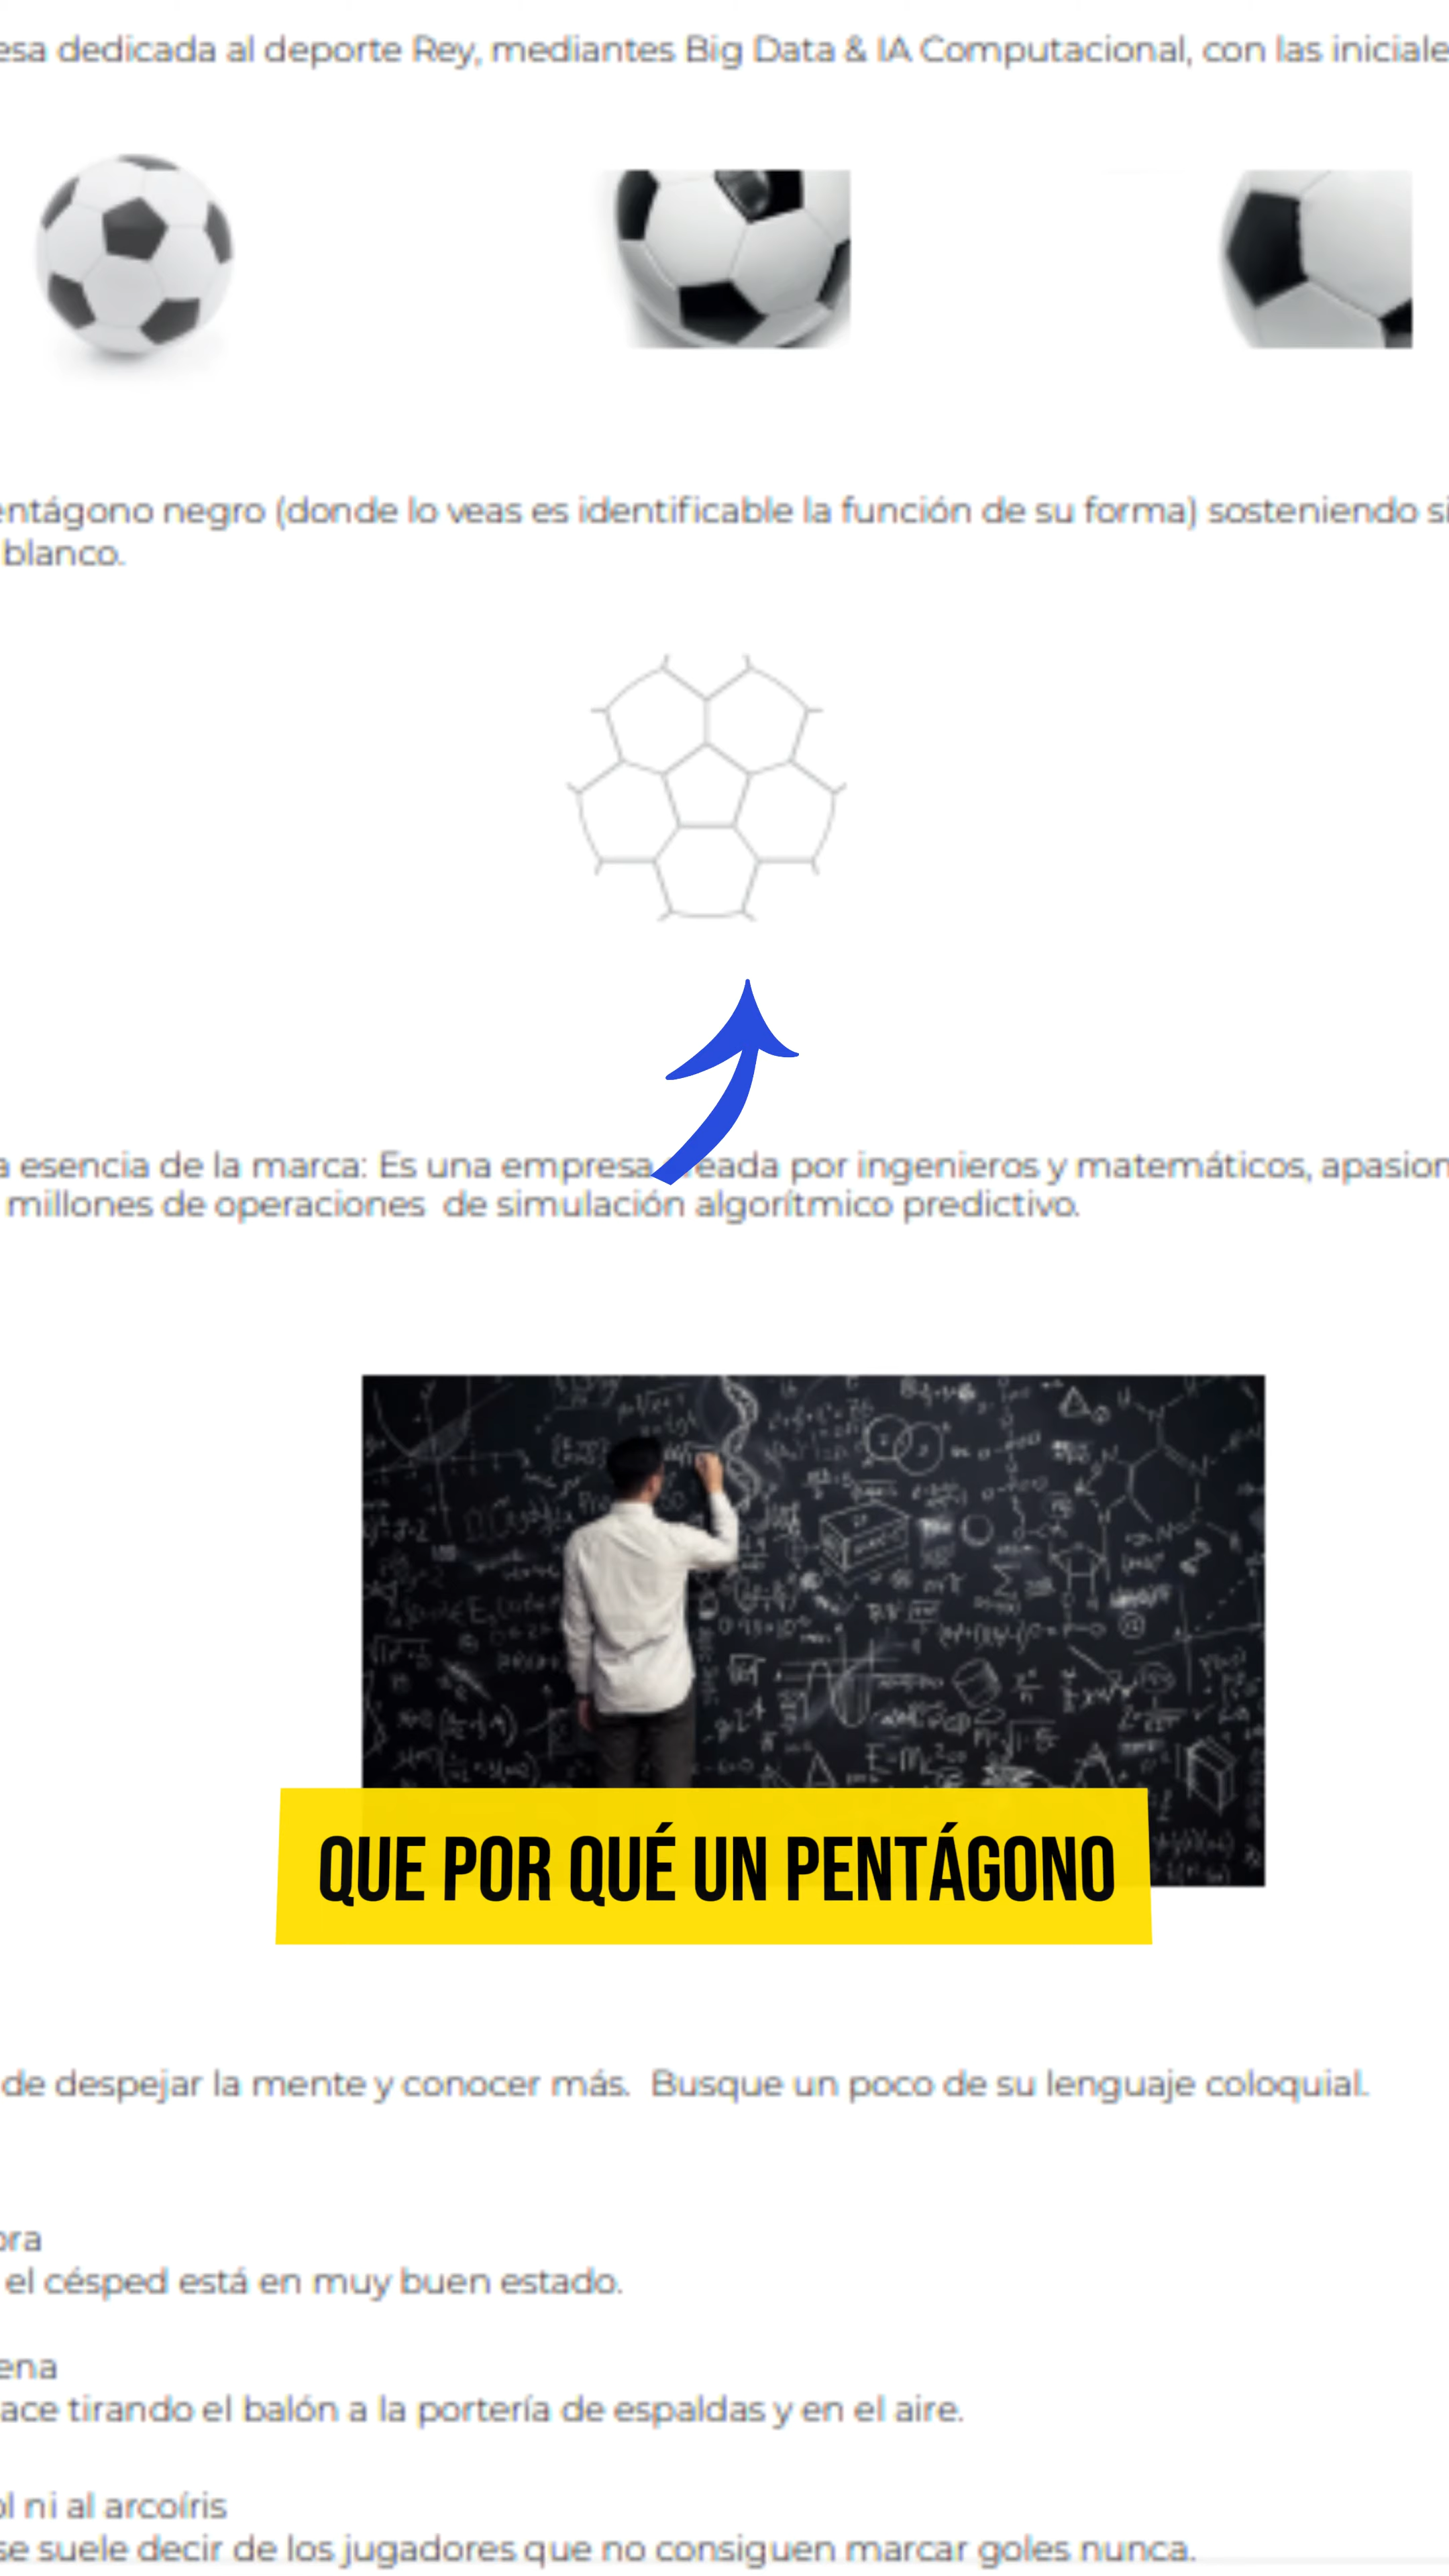 esa dedicada al deporte Rey, mediantes Big Data & IA Computacional, con las iniciale
entágono negro (donde lo veas es identificable la función de su forma) sosteniendo si
blanco.
a esencia de la marca: Es una empresa eada por ingenieros y matemáticos, apasion
millones de operaciones de simulación algorítmico predictivo.
QUE POR QUÉ UN PENTÁGONO
de despejar la mente y conocer más. Busque un poco de su lenguaje coloquial.
ora
el césped está en muy buen estado.
ena
ace tirando el balón a la portería de espaldas y en el aire.
ol ni al arcoíris
se suele decir de los jugadores que no consiguen marcar goles nunca.